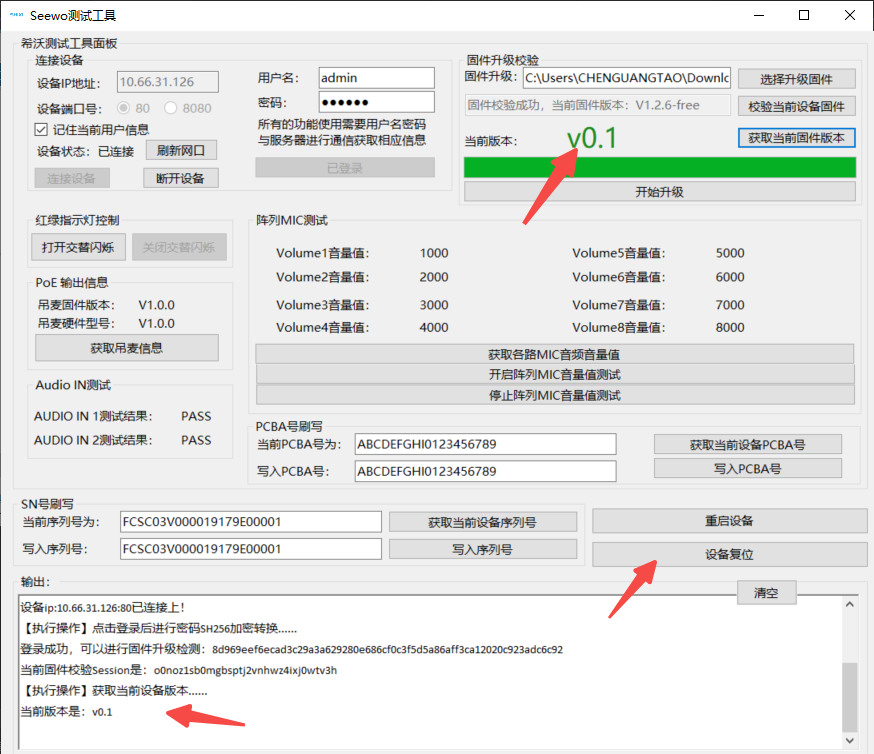 Seewo测试工具
希沃测试工具面板
连接设备
设备IP地址： 10.66.31.126
设备端口号： 80 8080
记住当前用户信息
设备状态：已连接 刷新网口
连接设备 断开设备
用户名： admin
密码： ●●●●●●
所有的功能使用需要用户名密码
与服务器进行通信获取相应信息
已登录
固件升级校验
固件升级： C:\Users\CHENGUANGTAO\Downlc 选择升级固件
固件校验成功，当前固件版本：V1.2.6-free 校验当前设备固件
当前版本： v0.1 获取当前固件版本
开始升级
红绿指示灯控制
打开交替闪烁 关闭交替闪烁
PoE 输出信息
吊麦固件版本： V1.0.0
吊麦硬件型号： V1.0.0
获取吊麦信息
Audio IN测试
AUDIO IN 1测试结果： PASS
AUDIO IN 2测试结果： PASS
阵列MIC测试
Volume1音量值： 1000 Volume5音量值： 5000
Volume2音量值： 2000 Volume6音量值： 6000
Volume3音量值： 3000 Volume7音量值： 7000
Volume4音量值： 4000 Volume8音量值： 8000
获取各路MIC音频音量值
开启阵列MIC音量值测试
停止阵列MIC音量值测试
PCBA号刷写
当前PCBA号为： ABCDEFGHI0123456789 获取当前设备PCBA号
写入PCBA号： ABCDEFGHI0123456789 写入PCBA号
SN号刷写
当前序列号为： FCSC03V000019179E00001 获取当前设备序列号
写入序列号： FCSC03V000019179E00001 写入序列号
重启设备
设备复位
输出： 清空
设备ip:10.66.31.126:80已连接上!
【执行操作】点击登录后进行密码SH256加密转换......
登录成功，可以进行固件升级检测：8d969eef6ecad3c29a3a629280e686cf0c3f5d5a86aff3ca12020c923adc6c92
当前固件校验Session是：o0noz1sb0mgbsptj2vnhwz4ixj0wtv3h
【执行操作】获取当前设备版本......
当前版本是：v0.1